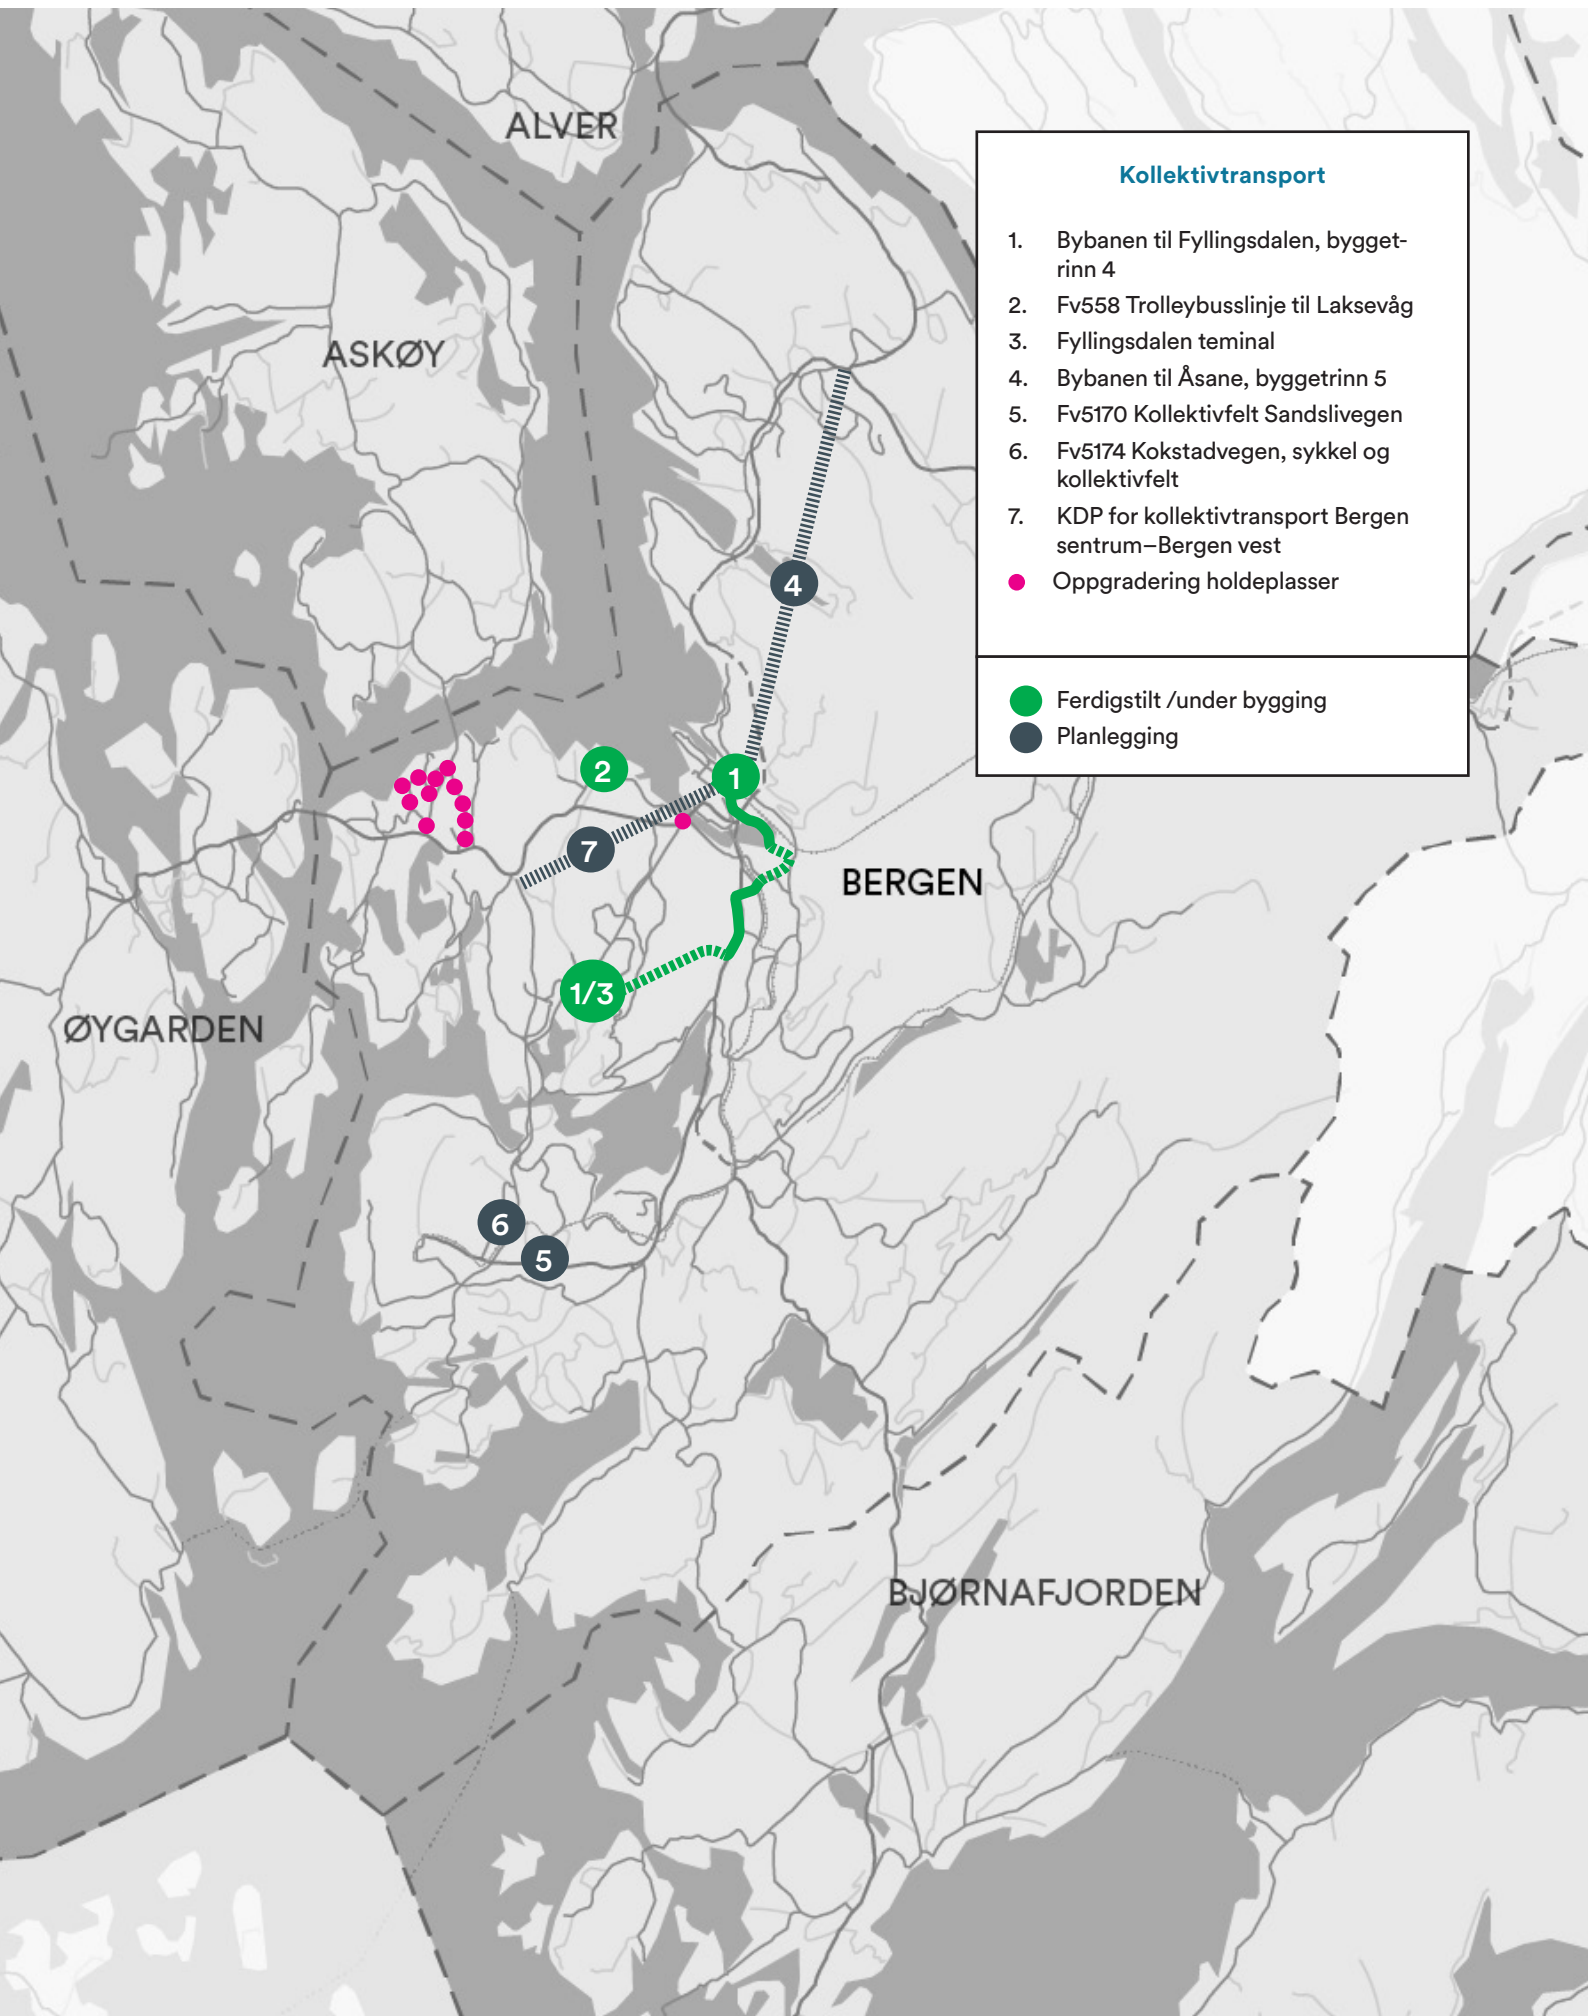 ALVER
Kollektivtransport
1. Bybanen til Fyllingsdalen, bygget-
rinn 4
2. Fv558 Trolleybusslinje til Laksevåg
3. Fyllingsdalen teminal
4. Bybanen til Åsane, byggetrinn 5
5. Fv5170 Kollektivfelt Sandslivegen
6. Fv5174 Kokstadvegen, sykkel og
kollektivfelt
7. KDP for kollektivtransport Bergen
sentrum–Bergen vest
Oppgradering holdeplasser
Ferdigstilt /under bygging
Planlegging
ASKØY
4
2
1
7
BERGEN
1/3
ØYGARDEN
6
5
BJØRNAFJORDEN